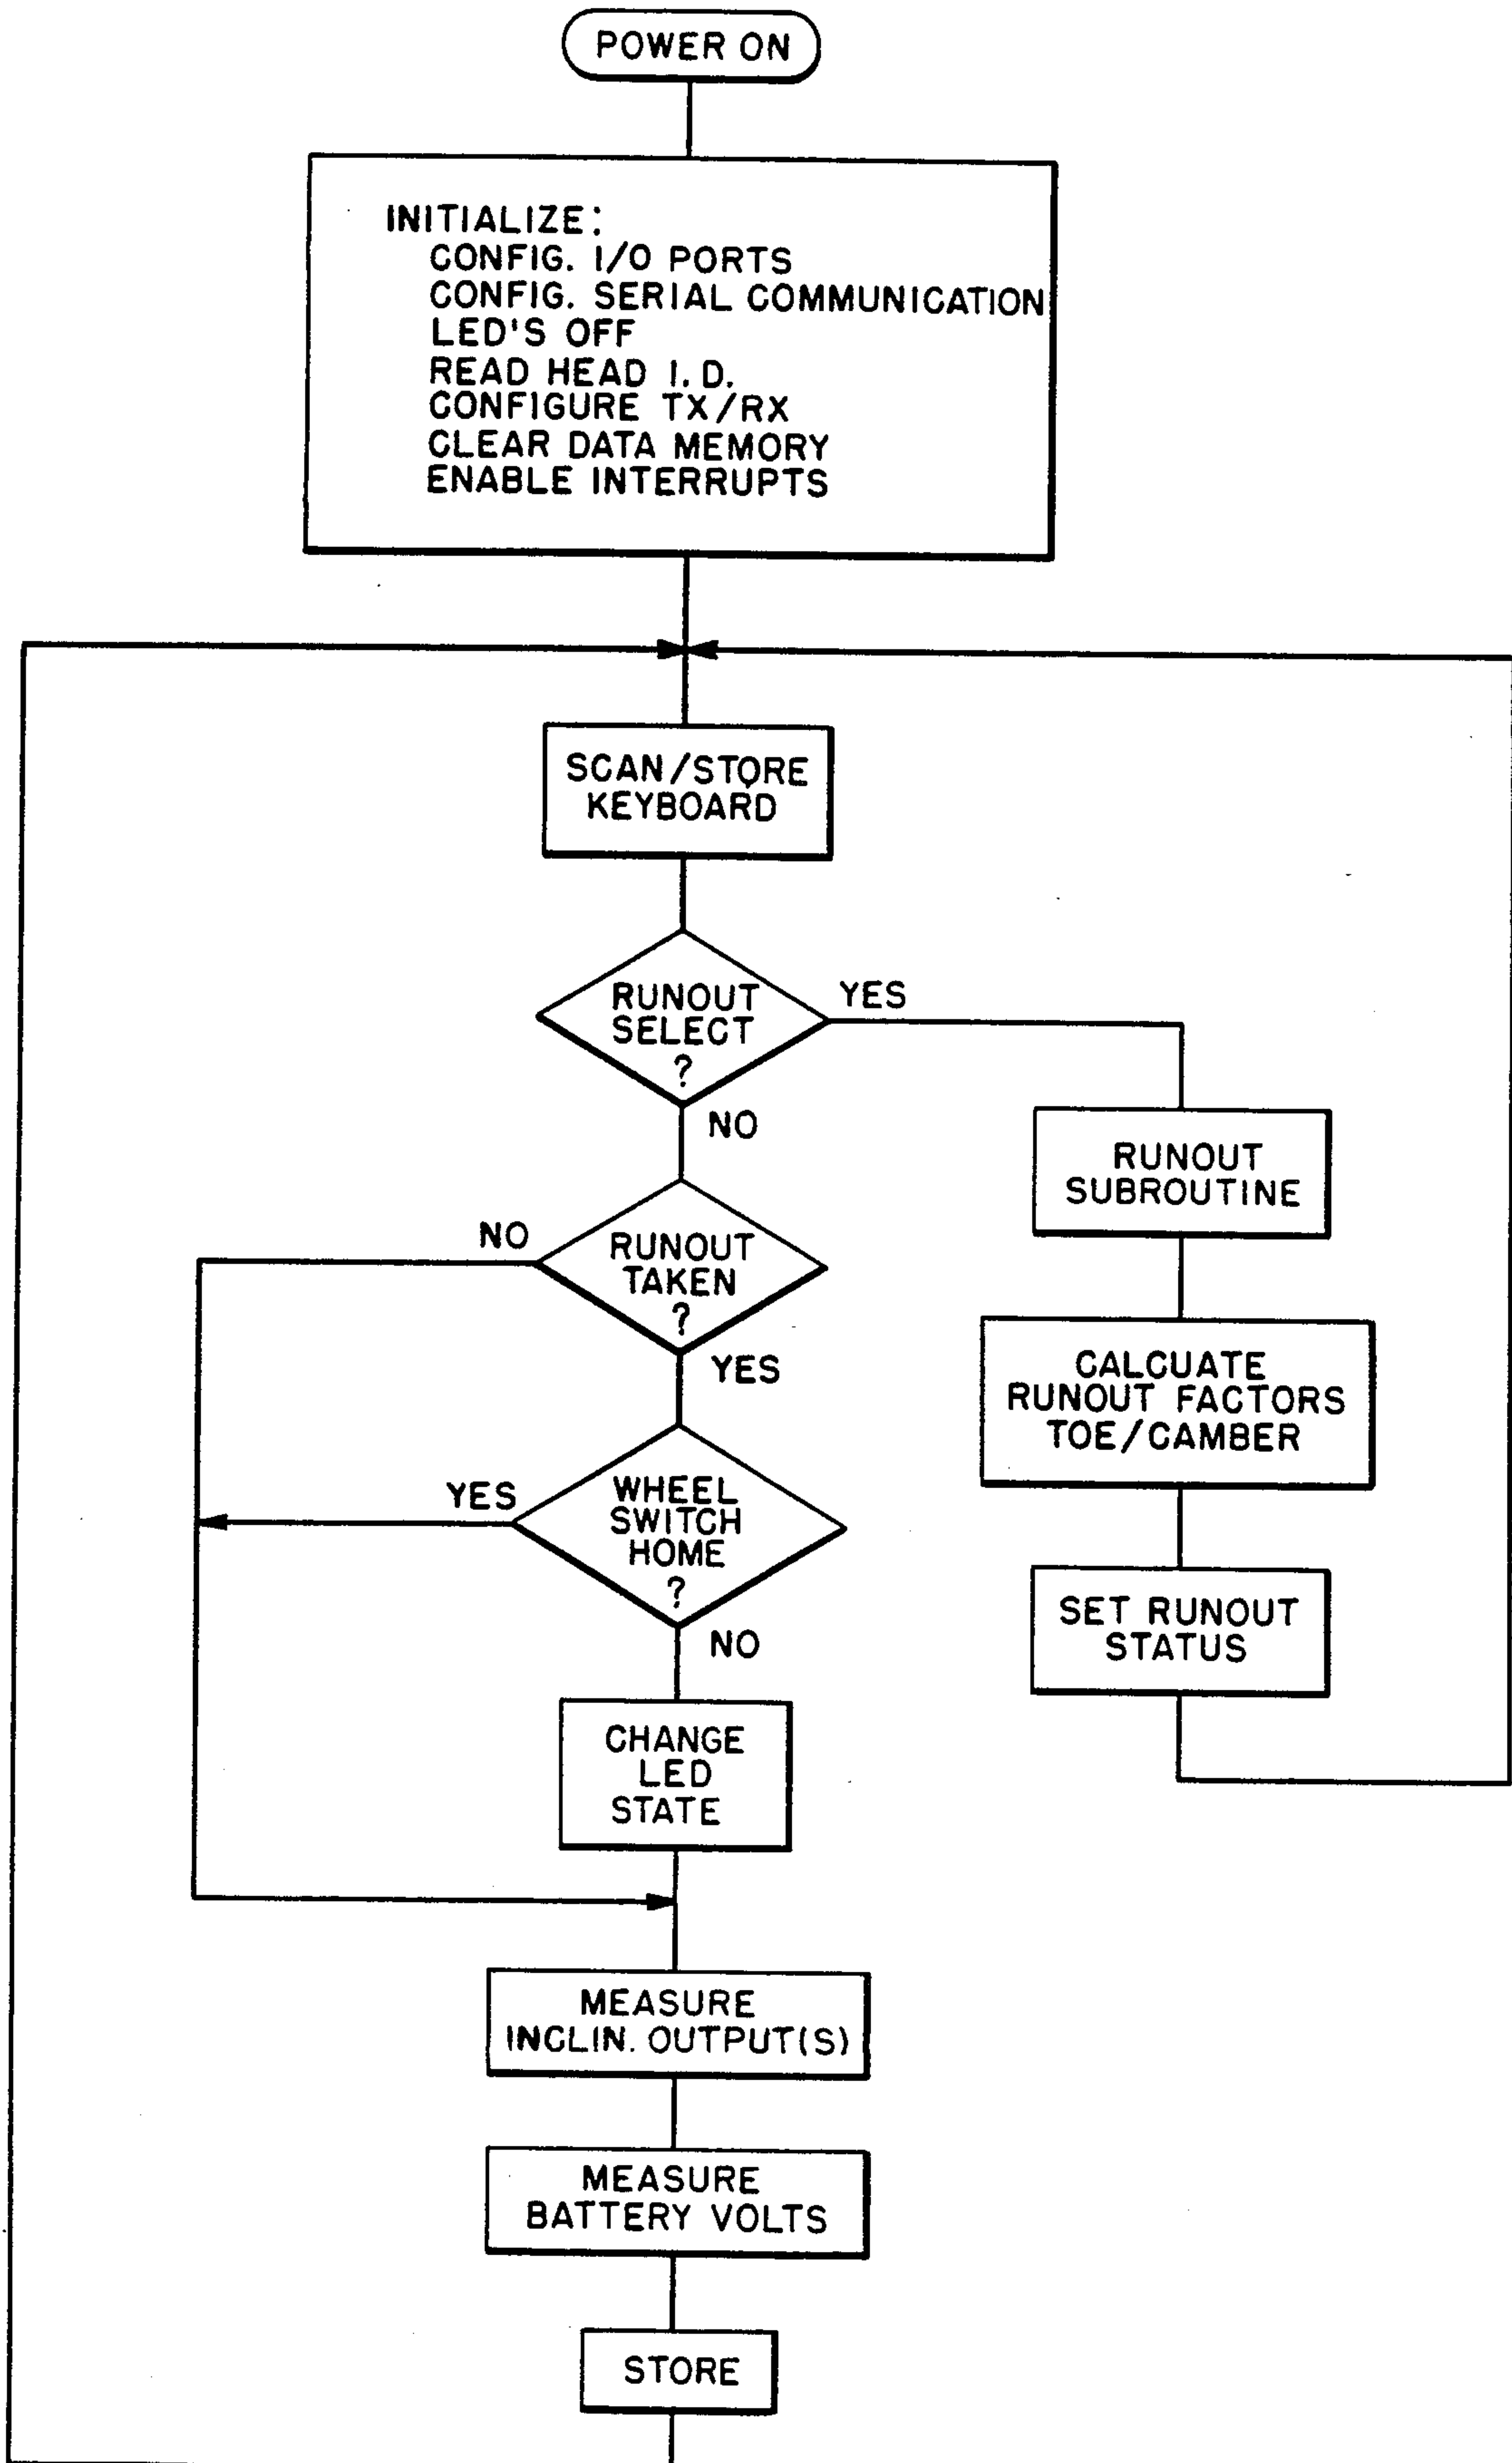 POWER ON
INITIALIZE:
CONFIG. I/O PORTS
CONFIG. SERIAL COMMUNICATION
LED'S OFF
READ HEAD I.D.
CONFIGURE TX/RX
CLEAR DATA MEMORY
ENABLE INTERRUPTS
SCAN/STORE
KEYBOARD
RUNOUT
SELECT
?
YES
NO
RUNOUT
SUBROUTINE
NO
RUNOUT
TAKEN
?
YES
CALCUATE
RUNOUT FACTORS
TOE/CAMBER
YES
WHEEL
SWITCH
HOME
?
NO
SET RUNOUT
STATUS
CHANGE
LED
STATE
MEASURE
INCLIN. OUTPUT(S)
MEASURE
BATTERY VOLTS
STORE